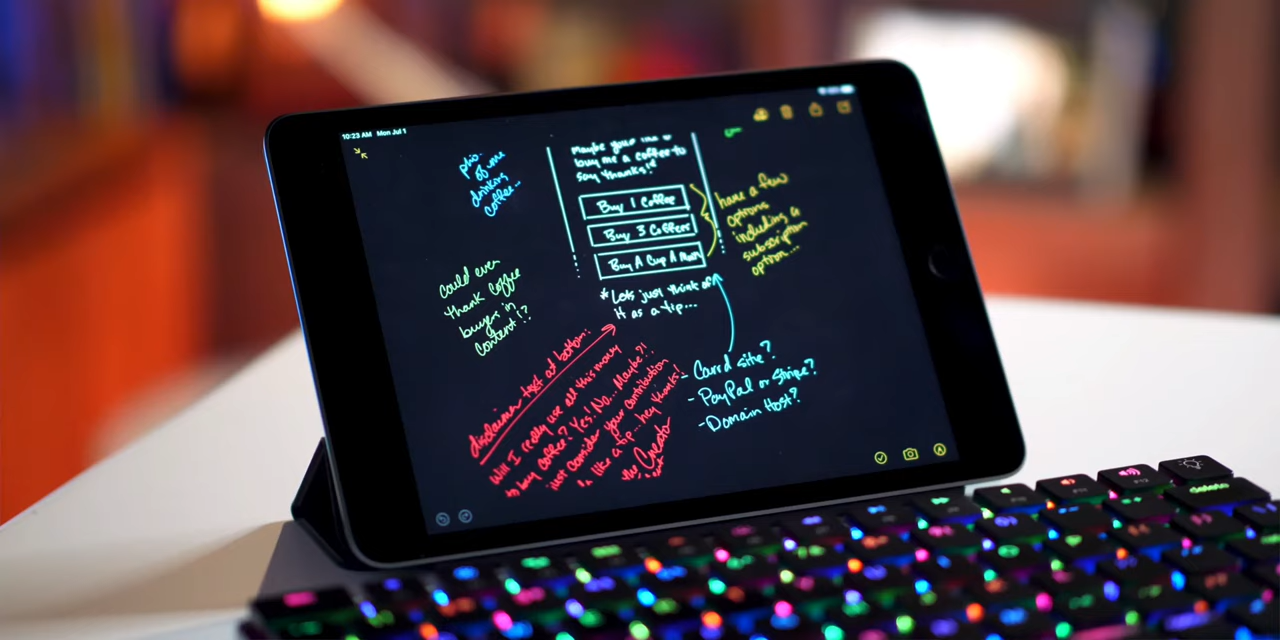 10:23 AM Mon Jul 1
of me
drinking
coffee...
Maybe you'd like to
buy me a coffee to
say thanks?
Buy 1 Coffee
Buy 3 Coffees
Buy A Cup A
have a few
options
including a
subscription
option...
could even
thank coffee
buyers in
content!?
*Lets just think of
it as a tip...
disclaimer text at bottom:
Will I really use all this money
to buy coffee? Yes! No... Maybe?!
just consider your contribution
like a tip... hey thanks!
the Creator
- Carrd site?
- PayPal or Stripe?
- Domain Host?
delete